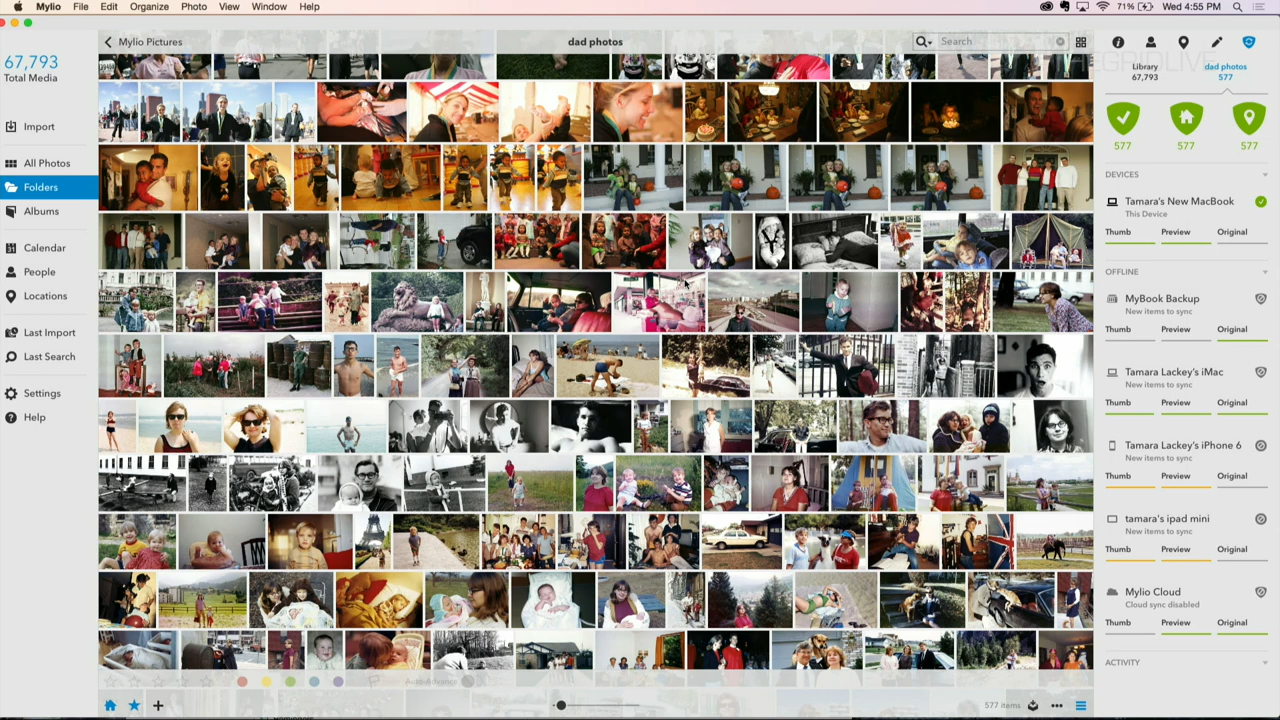 Mylio File Edit Organize Photo View Window Help
71% Wed 4:55 PM
67,793
Total Media
Import
All Photos
Folders
Albums
Calendar
People
Locations
Last Import
Last Search
Settings
Help
Mylio Pictures
dad photos
Search
Library
67,793
dad photos
577
577 577 577
DEVICES
Tamara's New MacBook
This Device
Thumb Preview Original
OFFLINE
MyBook Backup
New items to sync
Thumb Preview Original
Tamara Lackey's iMac
New items to sync
Thumb Preview Original
Tamara Lackey's iPhone 6
New items to sync
Thumb Preview Original
tamara's ipad mini
New items to sync
Thumb Preview Original
Mylio Cloud
Cloud sync disabled
Thumb Preview Original
ACTIVITY
Auto-Advance
577 items